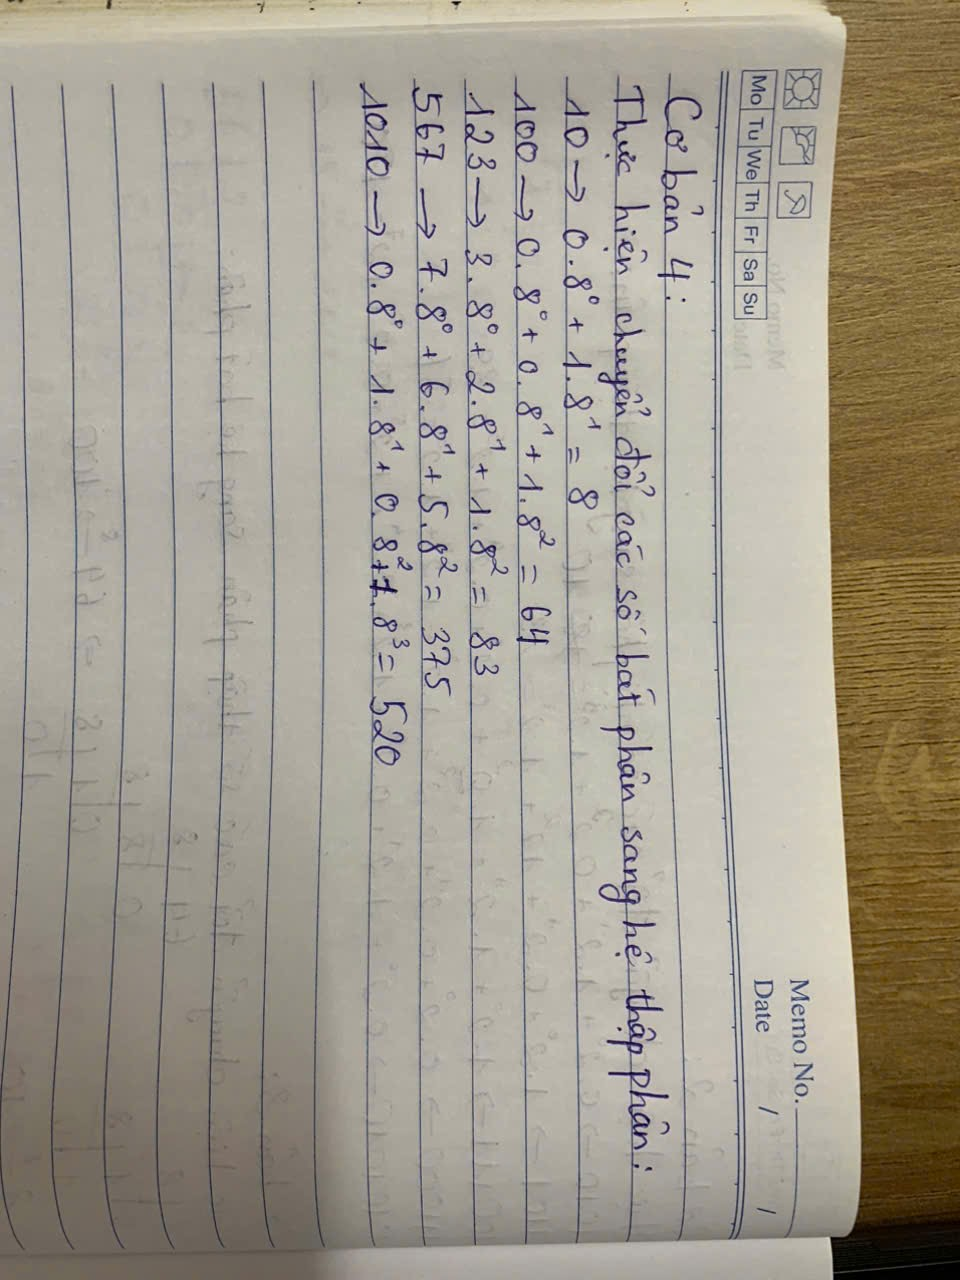 Memo No.
Mo Tu We Th Fr Sa Su
Date / /
Cơ bản 4:
Thực hiện chuyển đổi các số bát phân sang hệ thập phân:
10 → 0.8⁰ + 1.8¹ = 8
100 → 0.8⁰ + 0.8¹ + 1.8² = 64
123 → 3.8⁰ + 2.8¹ + 1.8² = 83
567 → 7.8⁰ + 6.8¹ + 5.8² = 375
1010 → 0.8⁰ + 1.8¹ + 0.8² + 1.8³ = 520